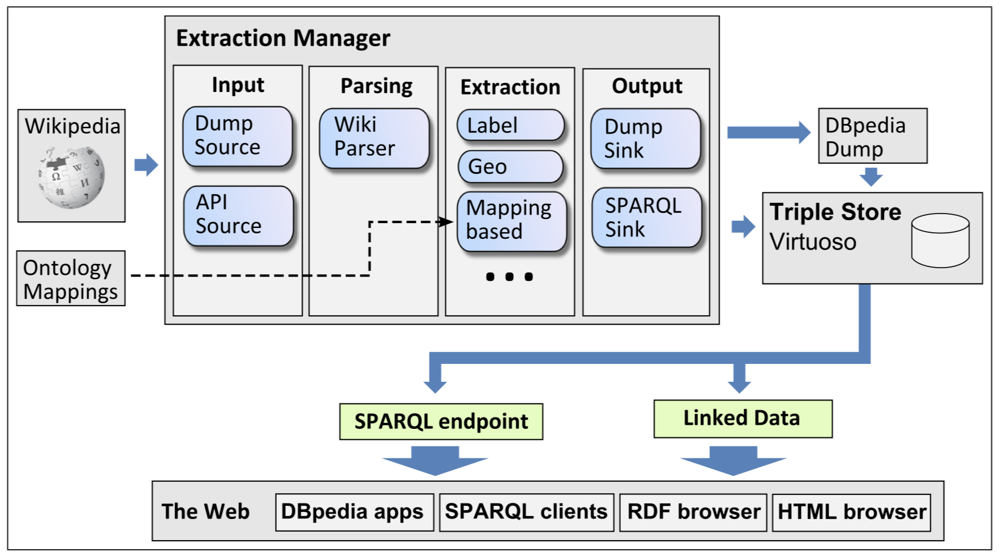 Extraction Manager
Input
Parsing
Extraction
Output
Wikipedia
Dump
Source
Wiki
Parser
Label
Dump
Sink
DBpedia
Dump
Geo
API
Source
Mapping
based
SPARQL
Sink
Triple Store
Virtuoso
Ontology
Mappings
...
SPARQL endpoint
Linked Data
The Web
DBpedia apps
SPARQL clients
RDF browser
HTML browser